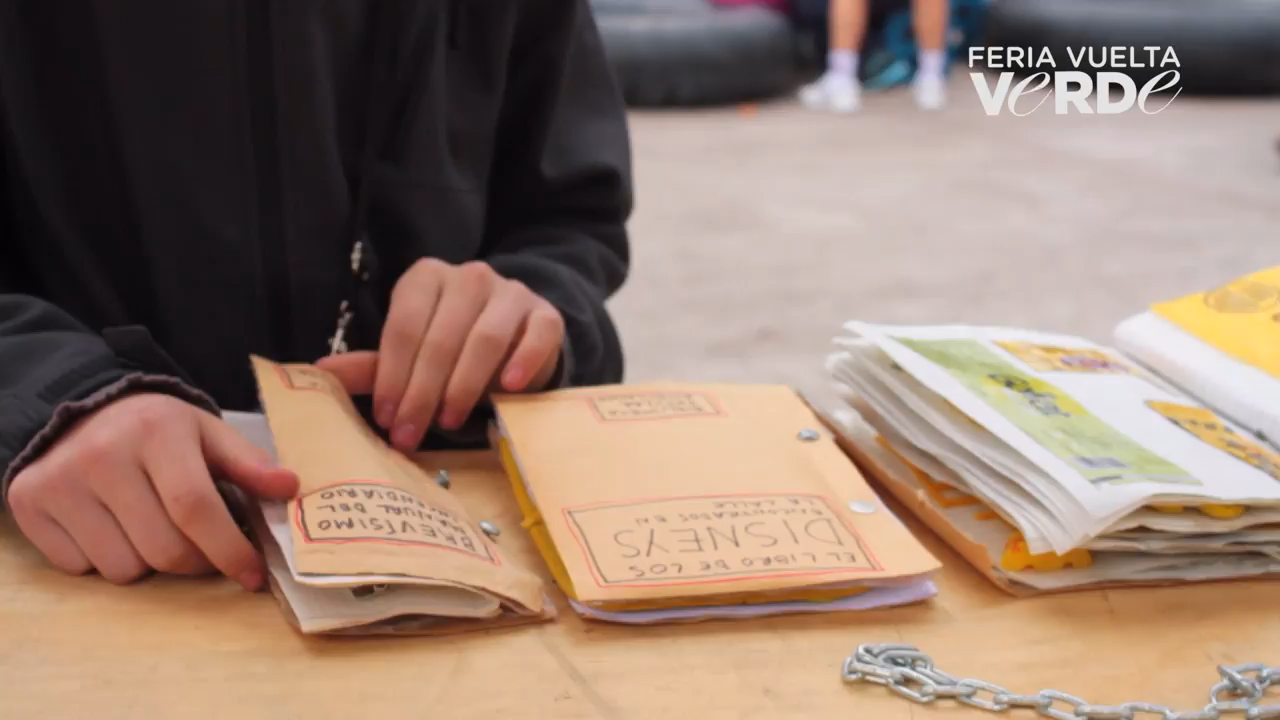 FERIA VUELTA
VERDE
BREVÍSIMO
MANUAL DEL
INCENDIARIO
EL LIBRO DE LOS
DISNEYS
ENCONTRADOS EN
LA CALLE